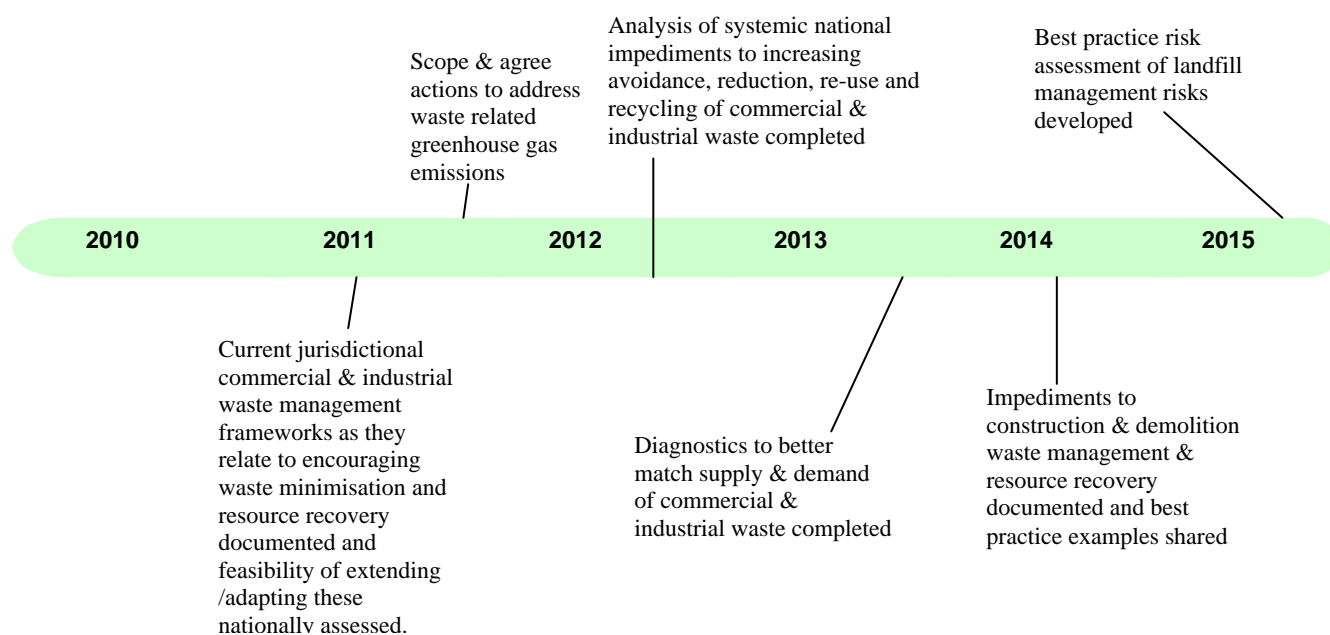 Analysis of systemic national
impediments to increasing
avoidance, reduction, re-use and
recycling of commercial &
industrial waste completed
Scope & agree
actions to address
waste related
greenhouse gas
emissions
Best practice risk
assessment of landfill
management risks
developed
2010 2011 2012 2013 2014 2015
Current jurisdictional
commercial & industrial
waste management
frameworks as they
relate to encouraging
waste minimisation and
resource recovery
documented and
feasibility of extending
/adapting these
nationally assessed.
Diagnostics to better
match supply & demand
of commercial &
industrial waste completed
Impediments to
construction & demolition
waste management &
resource recovery
documented and best
practice examples shared